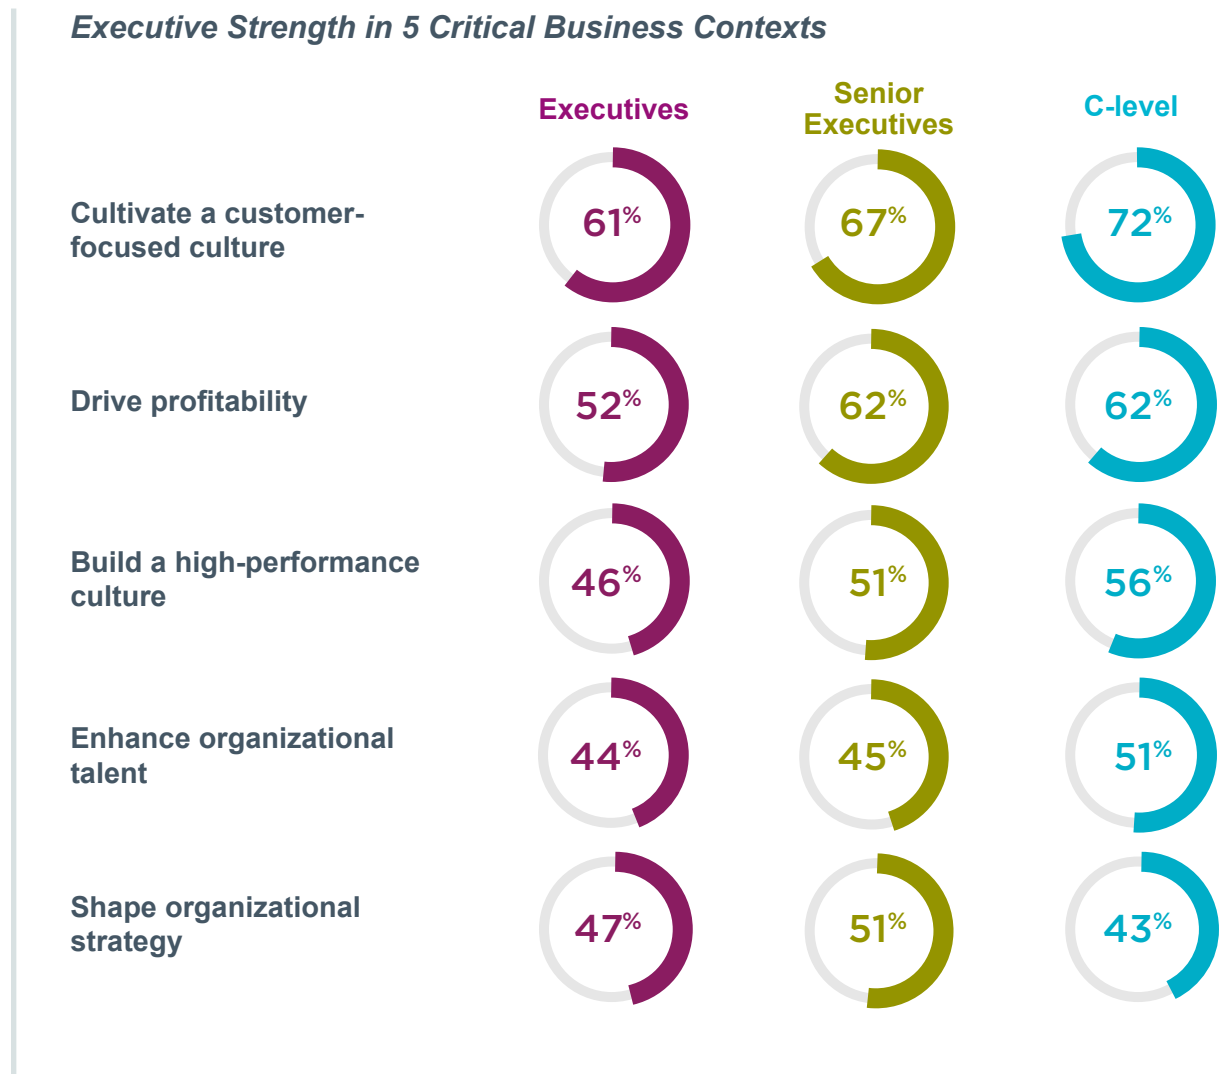 Executive Strength in 5 Critical Business Contexts
Executives
Senior
Executives
C-level
Cultivate a customer-
focused culture
61%
67%
72%
Drive profitability
52%
62%
62%
Build a high-performance
culture
46%
51%
56%
Enhance organizational
talent
44%
45%
51%
Shape organizational
strategy
47%
51%
43%